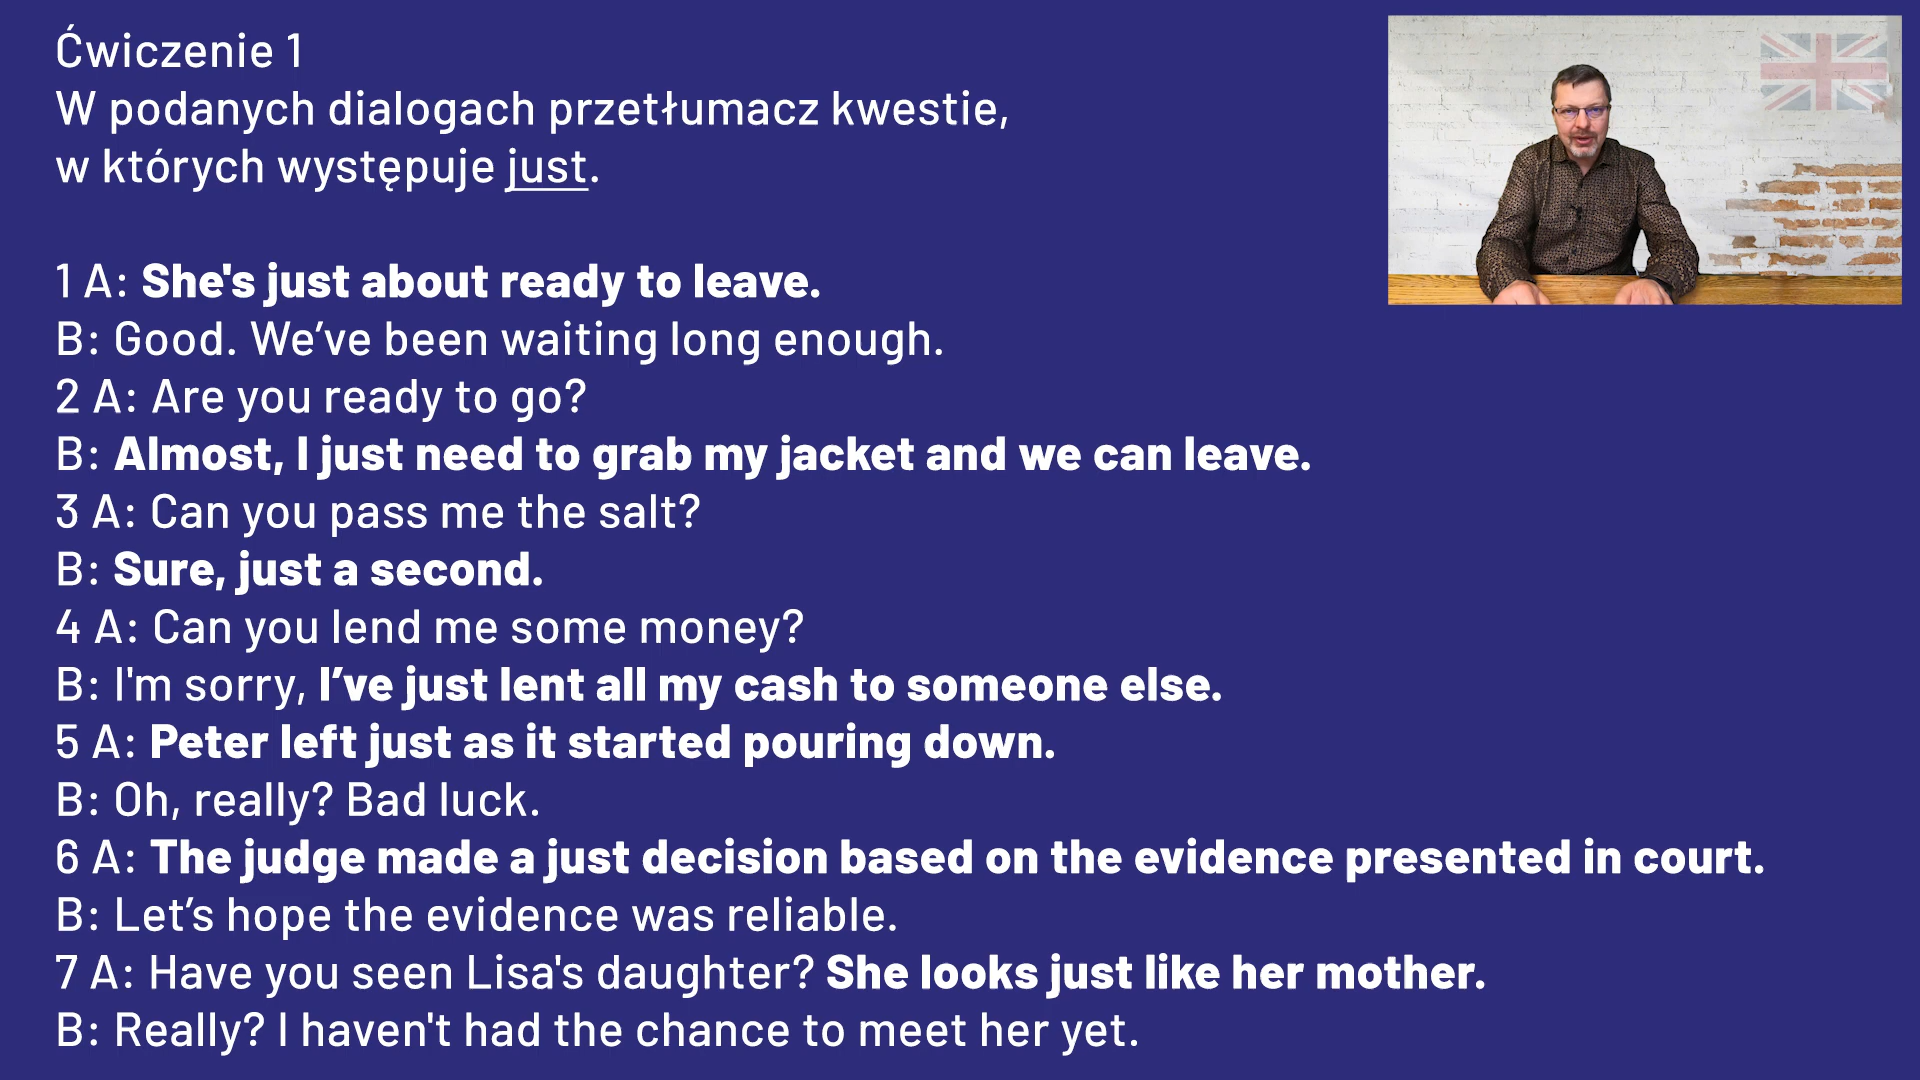 Ćwiczenie 1
W podanych dialogach przetłumacz kwestie,
w których występuje just.
1 A: She's just about ready to leave.
B: Good. We’ve been waiting long enough.
2 A: Are you ready to go?
B: Almost, I just need to grab my jacket and we can leave.
3 A: Can you pass me the salt?
B: Sure, just a second.
4 A: Can you lend me some money?
B: I'm sorry, I’ve just lent all my cash to someone else.
5 A: Peter left just as it started pouring down.
B: Oh, really? Bad luck.
6 A: The judge made a just decision based on the evidence presented in court.
B: Let’s hope the evidence was reliable.
7 A: Have you seen Lisa's daughter? She looks just like her mother.
B: Really? I haven't had the chance to meet her yet.